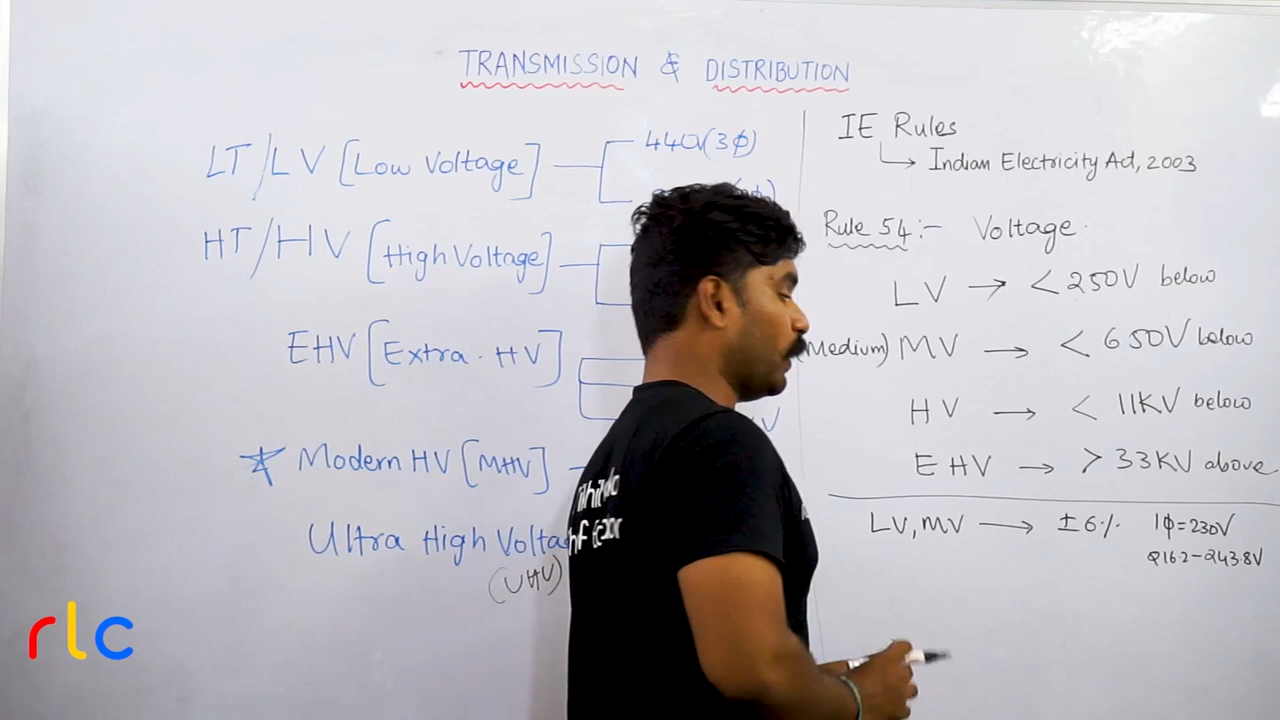 TRANSMISSION & DISTRIBUTION
LT/LV [Low Voltage]
440V(3ϕ)
HT/HV [High Voltage]
EHV [Extra. HV]
V
Modern HV [MHV]
Ultra High Volta
(UHV)
IE Rules
Indian Electricity Act, 2003
Rule 54:- Voltage.
LV → < 250V below
(Medium) MV → < 650V below
HV → < 11KV below
EHV → > 33KV above
LV, MV → ±6% 1ϕ=230V
216.2-243.8V
rlc